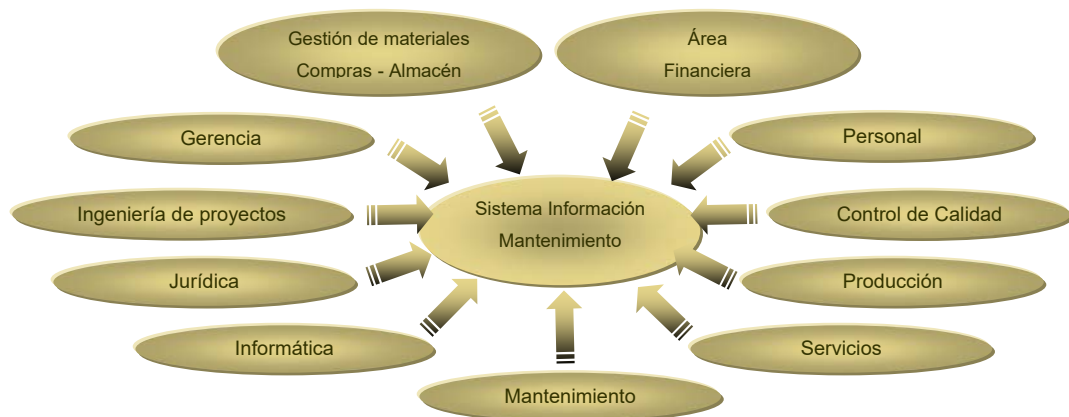 Gestión de materiales
Compras - Almacén
Área
Financiera
Gerencia
Personal
Ingeniería de proyectos
Sistema Información
Mantenimiento
Control de Calidad
Jurídica
Producción
Informática
Servicios
Mantenimiento